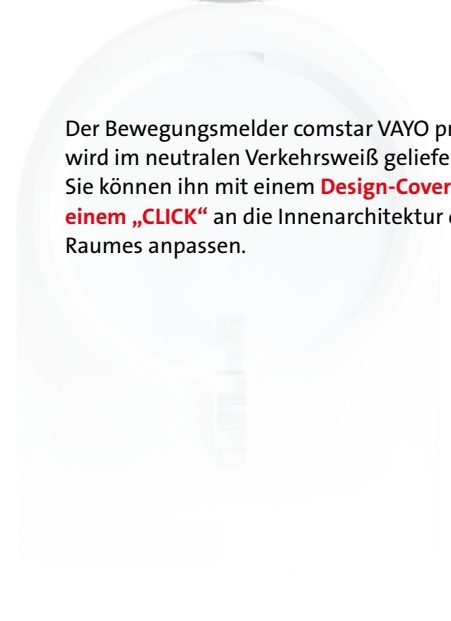 Der Bewegungsmelder comstar VAYO pr
wird im neutralen Verkehrsweiß geliefe
Sie können ihn mit einem Design-Cover
einem „CLICK“ an die Innenarchitektur
Raumes anpassen.